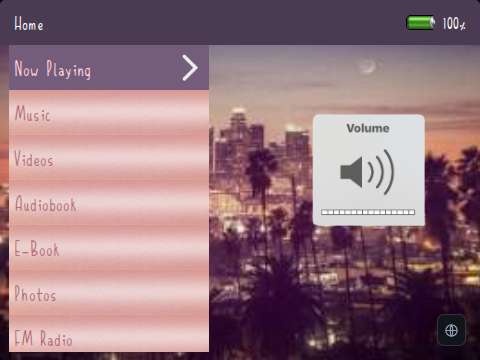 Home
100%
Now Playing
Volume
Music
Videos
Audiobook
E-Book
Photos
FM Radio